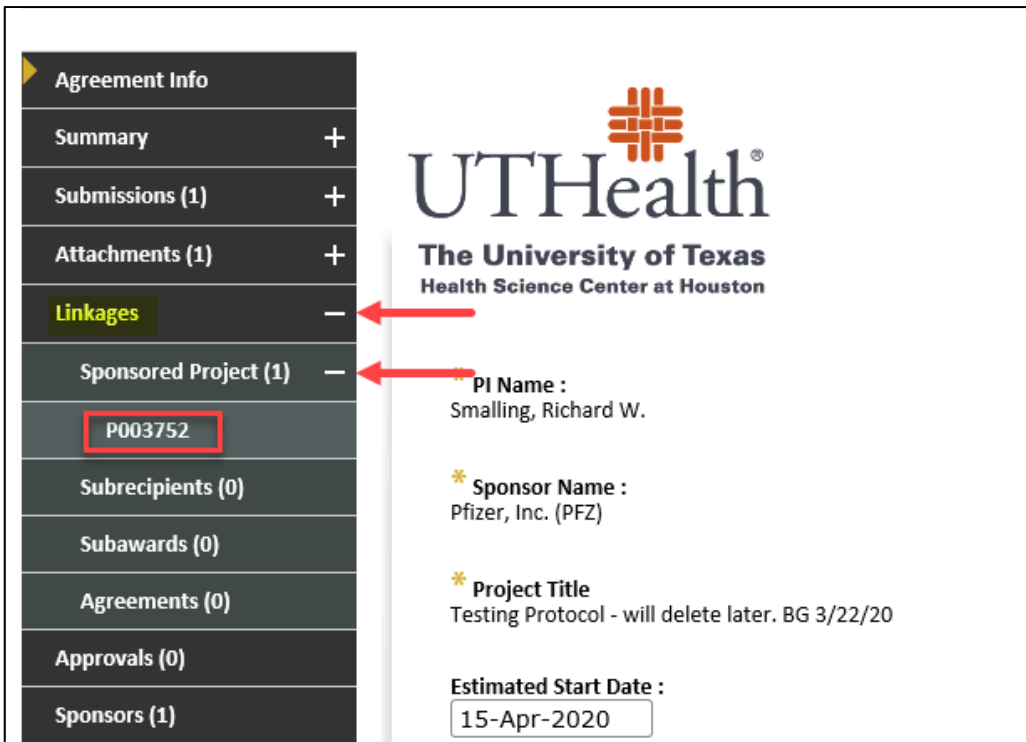 Agreement Info
Summary +
Submissions (1) +
Attachments (1) +
Linkages −
Sponsored Project (1) −
P003752
Subrecipients (0)
Subawards (0)
Agreements (0)
Approvals (0)
Sponsors (1)
UTHealth®
The University of Texas
Health Science Center at Houston
* PI Name :
Smalling, Richard W.
* Sponsor Name :
Pfizer, Inc. (PFZ)
* Project Title
Testing Protocol - will delete later. BG 3/22/20
Estimated Start Date :
15-Apr-2020